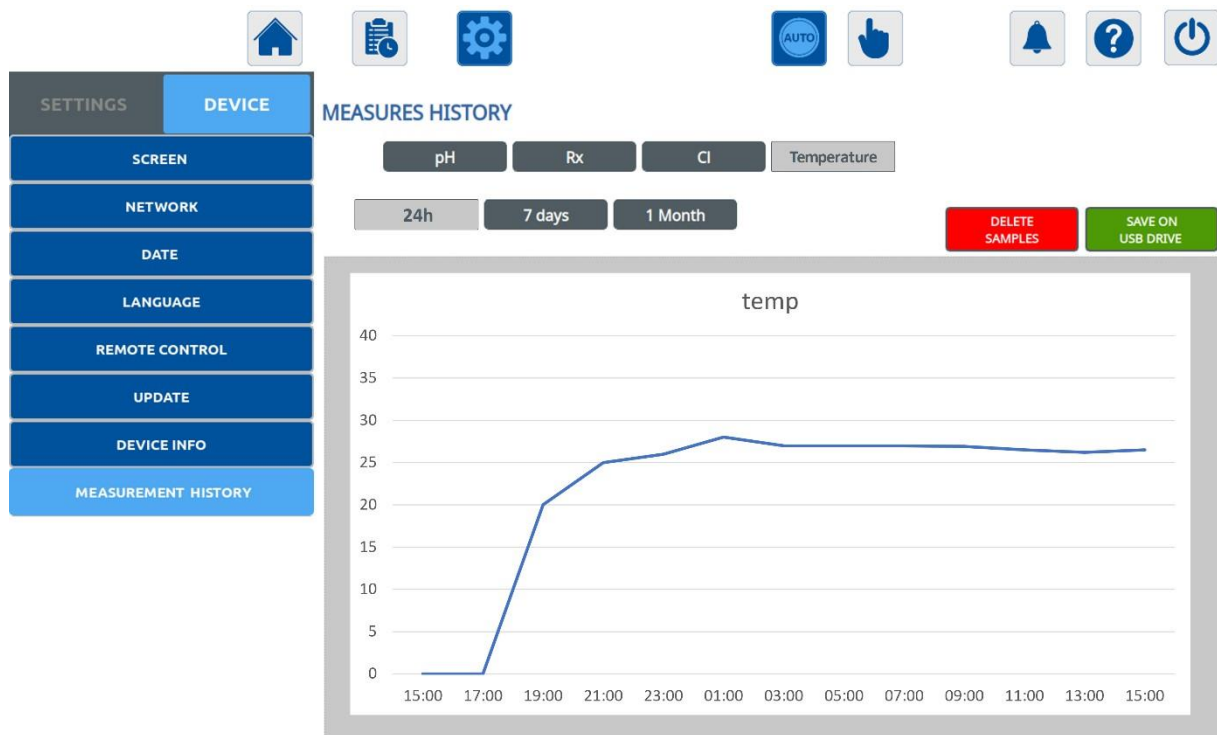 AUTO
?
SETTINGS DEVICE
SCREEN
NETWORK
DATE
LANGUAGE
REMOTE CONTROL
UPDATE
DEVICE INFO
MEASUREMENT HISTORY
MEASURES HISTORY
pH Rx Cl Temperature
24h 7 days 1 Month
DELETE
SAMPLES
SAVE ON
USB DRIVE
temp
40
35
30
25
20
15
10
5
0
15:00 17:00 19:00 21:00 23:00 01:00 03:00 05:00 07:00 09:00 11:00 13:00 15:00